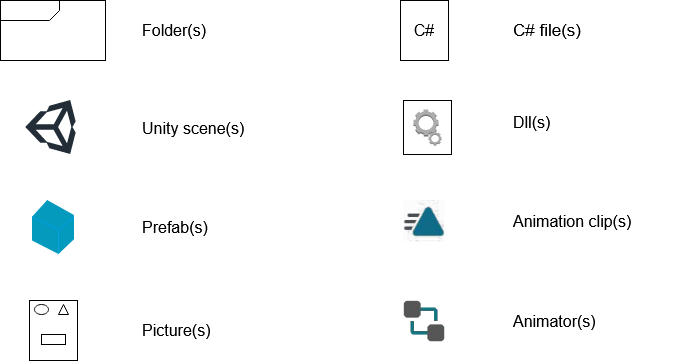 Folder(s)
C#
C# file(s)
Unity scene(s)
Dll(s)
Prefab(s)
Animation clip(s)
Picture(s)
Animator(s)